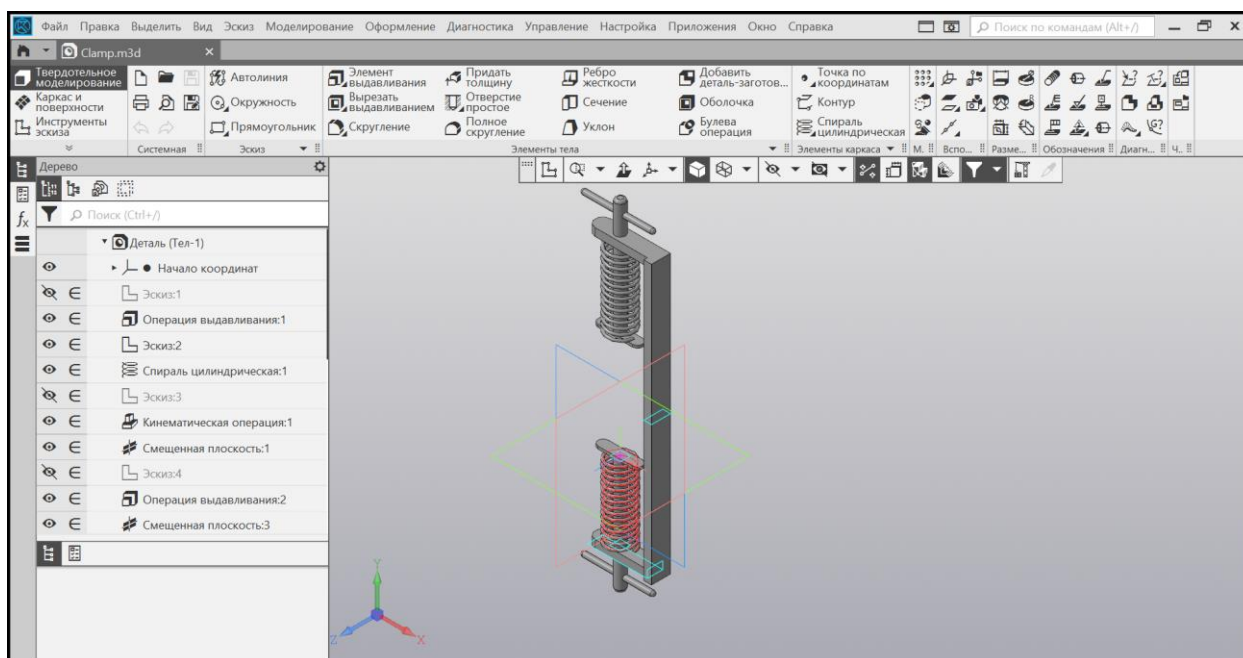 Файл Правка Выделить Вид Эскиз Моделирование Оформление Диагностика Управление Настройка Приложения Окно Справка Поиск по командам (Alt+/)
Clamp.m3d
Твердотельное моделирование
Каркас и поверхности
Инструменты эскиза
Системная
Автолиния
Окружность
Прямоугольник
Эскиз
Элемент выдавливания
Вырезать выдавливанием
Скругление
Придать толщину
Отверстие простое
Полное скругление
Ребро жесткости
Сечение
Уклон
Добавить деталь-заготов...
Оболочка
Булева операция
Элементы тела
Точка по координатам
Контур
Спираль цилиндрическая
Элементы каркаса
М.
Вспо...
Разме...
Обозначения
Диагн...
Ч..
Дерево
Поиск (Ctrl+/)
Деталь (Тел-1)
Начало координат
Эскиз:1
Операция выдавливания:1
Эскиз:2
Спираль цилиндрическая:1
Эскиз:3
Кинематическая операция:1
Смещенная плоскость:1
Эскиз:4
Операция выдавливания:2
Смещенная плоскость:3
Y
Z
X